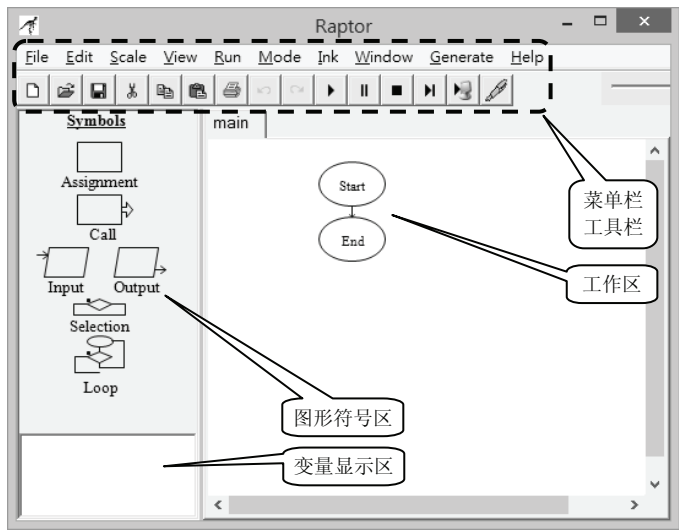 Raptor
File Edit Scale View Run Mode Ink Window Generate Help
Symbols
main
Assignment
Call
Input Output
Selection
Loop
Start
End
菜单栏
工具栏
工作区
图形符号区
变量显示区